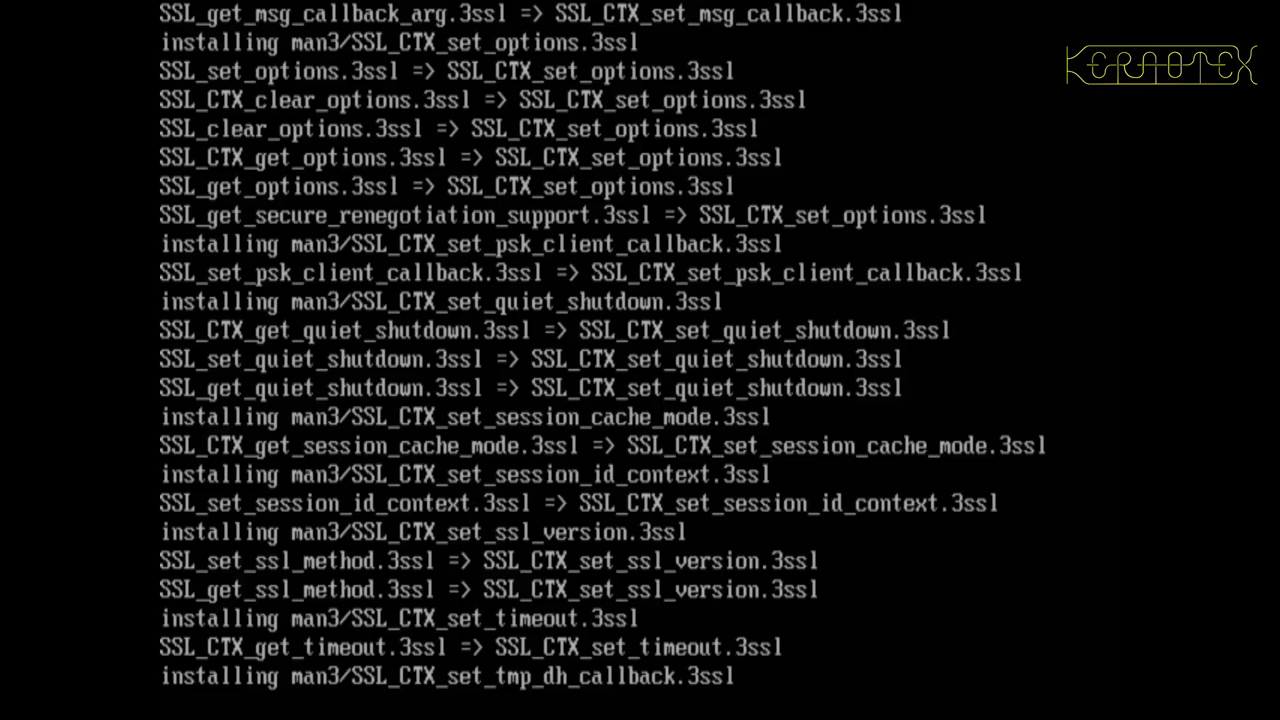 SSL_get_msg_callback_arg.3ssl => SSL_CTX_set_msg_callback.3ssl
installing man3/SSL_CTX_set_options.3ssl
SSL_set_options.3ssl => SSL_CTX_set_options.3ssl
SSL_CTX_clear_options.3ssl => SSL_CTX_set_options.3ssl
SSL_clear_options.3ssl => SSL_CTX_set_options.3ssl
SSL_CTX_get_options.3ssl => SSL_CTX_set_options.3ssl
SSL_get_options.3ssl => SSL_CTX_set_options.3ssl
SSL_get_secure_renegotiation_support.3ssl => SSL_CTX_set_options.3ssl
installing man3/SSL_CTX_set_psk_client_callback.3ssl
SSL_set_psk_client_callback.3ssl => SSL_CTX_set_psk_client_callback.3ssl
installing man3/SSL_CTX_set_quiet_shutdown.3ssl
SSL_CTX_get_quiet_shutdown.3ssl => SSL_CTX_set_quiet_shutdown.3ssl
SSL_set_quiet_shutdown.3ssl => SSL_CTX_set_quiet_shutdown.3ssl
SSL_get_quiet_shutdown.3ssl => SSL_CTX_set_quiet_shutdown.3ssl
installing man3/SSL_CTX_set_session_cache_mode.3ssl
SSL_CTX_get_session_cache_mode.3ssl => SSL_CTX_set_session_cache_mode.3ssl
installing man3/SSL_CTX_set_session_id_context.3ssl
SSL_set_session_id_context.3ssl => SSL_CTX_set_session_id_context.3ssl
installing man3/SSL_CTX_set_ssl_version.3ssl
SSL_set_ssl_method.3ssl => SSL_CTX_set_ssl_version.3ssl
SSL_get_ssl_method.3ssl => SSL_CTX_set_ssl_version.3ssl
installing man3/SSL_CTX_set_timeout.3ssl
SSL_CTX_get_timeout.3ssl => SSL_CTX_set_timeout.3ssl
installing man3/SSL_CTX_set_tmp_dh_callback.3ssl